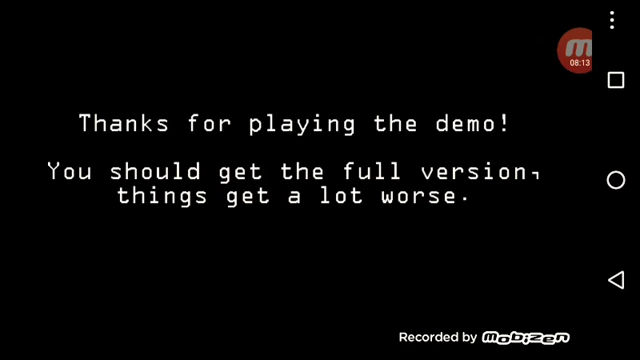 08:13
Thanks for playing the demo!
You should get the full version,
things get a lot worse.
Recorded by mobizen